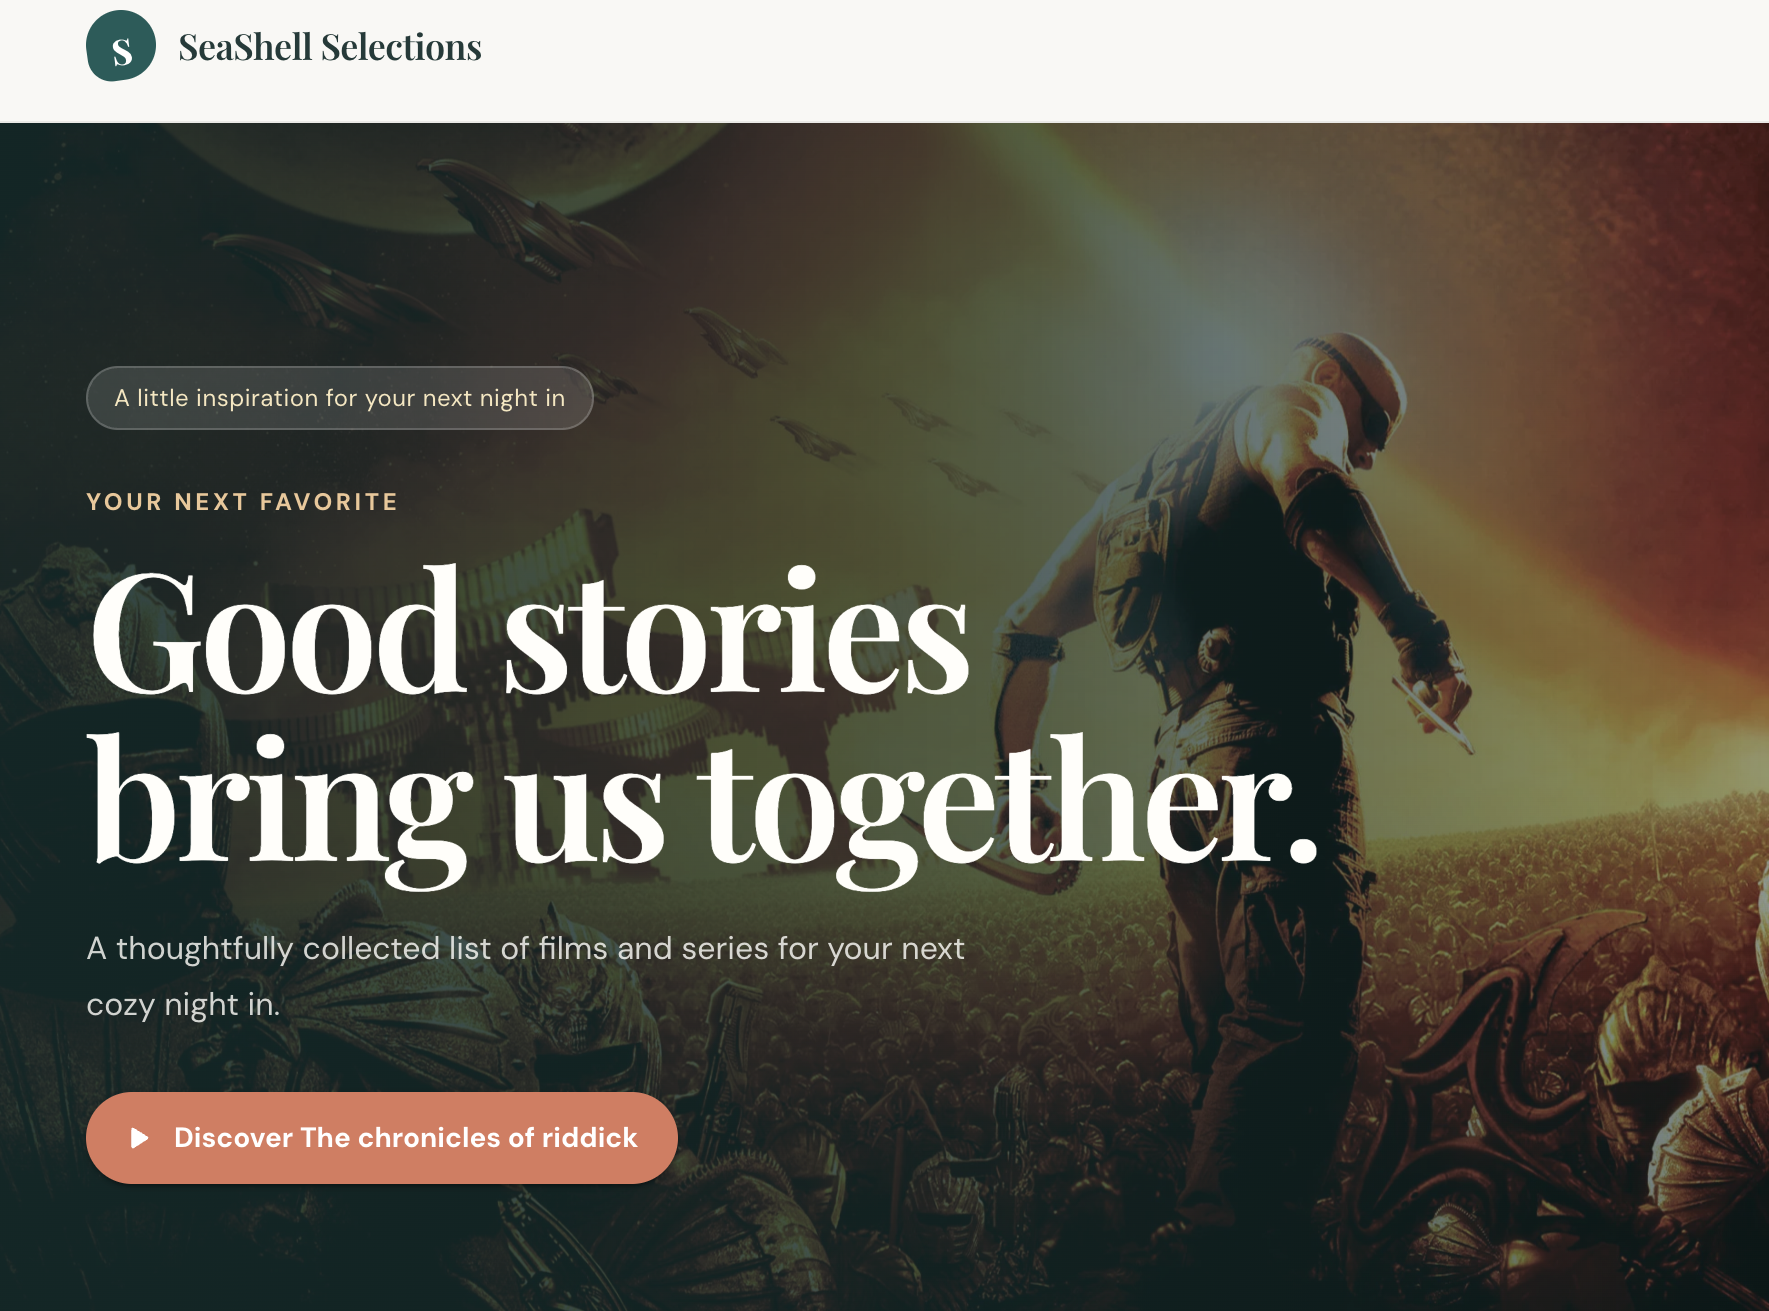 S
SeaShell Selections
A little inspiration for your next night in
YOUR NEXT FAVORITE
Good stories
bring us together.
A thoughtfully collected list of films and series for your next
cozy night in.
Discover The chronicles of riddick